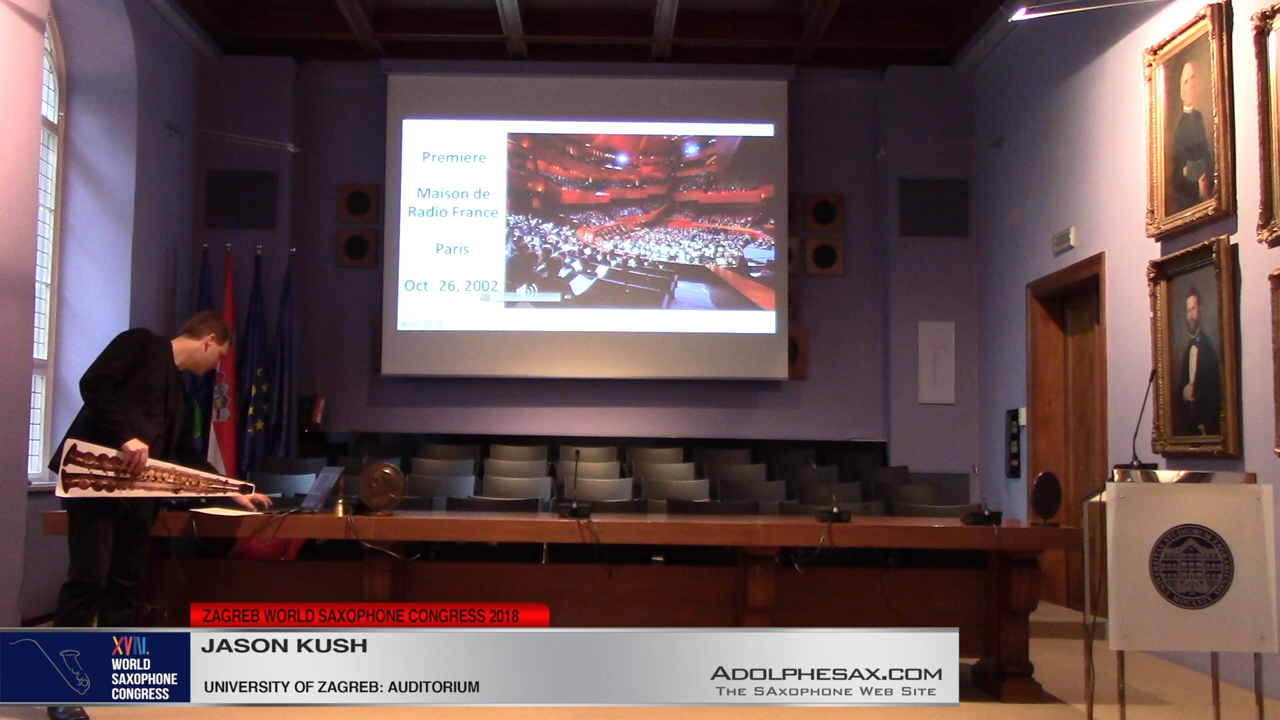 Premiere
Maison de
Radio France
Paris
Oct 26, 2002
ZAGREB WORLD SAXOPHONE CONGRESS 2018
XVIII.
WORLD
SAXOPHONE
CONGRESS
JASON KUSH
UNIVERSITY OF ZAGREB: AUDITORIUM
ADOLPHESAX.COM
THE SAXOPHONE WEB SITE